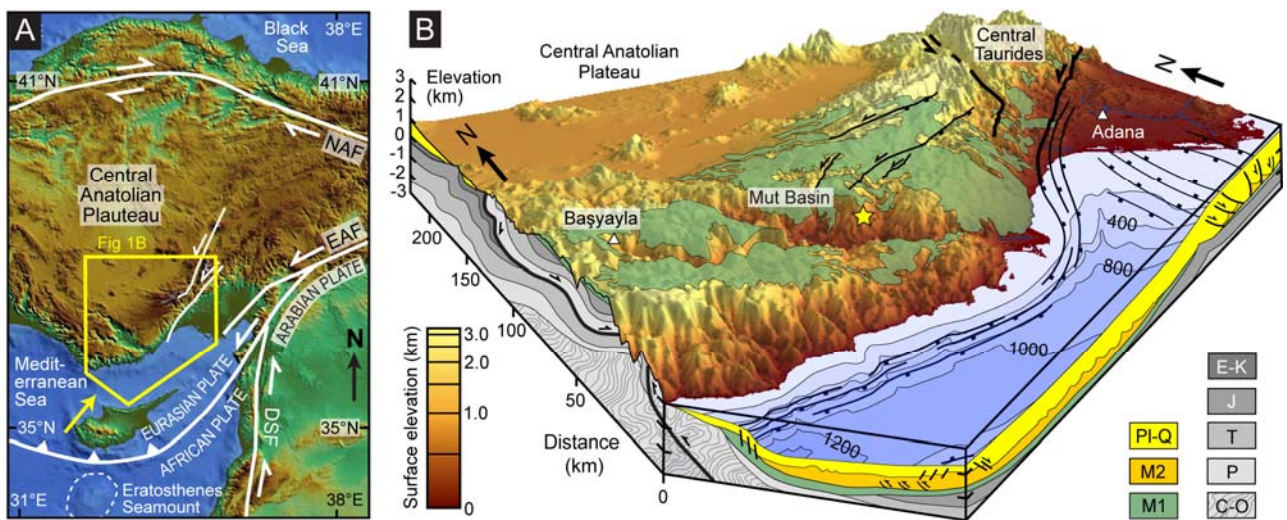 A
Black
Sea
38°E
41°N
41°N
NAF
Central
Anatolian
Plauteau
Fig 1B
EAF
ARABIAN PLATE
N
Medit-
erranean
Sea
EURASIAN PLATE
AFRICAN PLATE
DSF
35°N
35°N
31°E
Eratosthenes
Seamount
38°E
B
Central Anatolian
Plateau
Central
Taurides
N
3
2
1
0
-1
-2
-3
Elevation
(km)
N
Adana
Mut Basin
Başyayla
200
150
100
50
0
Distance
(km)
400
800
1000
1200
Surface elevation (km)
3.0
2.0
1.0
0
E-K
J
T
P
C-O
Pl-Q
M2
M1